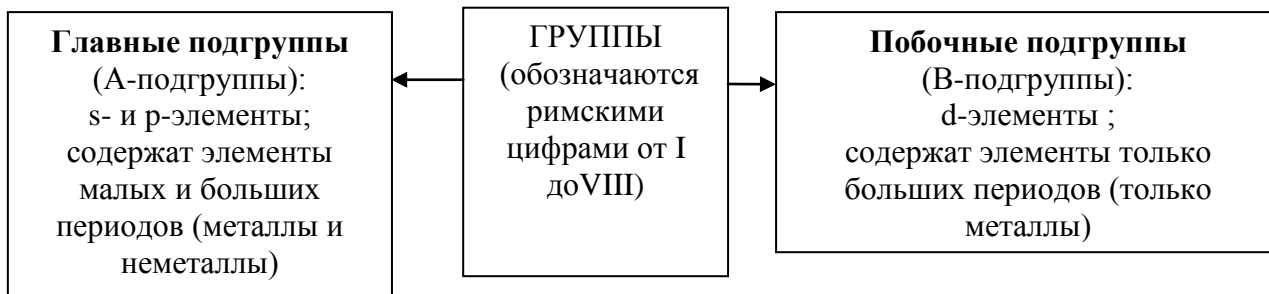 Главные подгруппы
(А-подгруппы):
s- и p-элементы;
содержат элементы
малых и больших
периодов (металлы и
неметаллы)
ГРУППЫ
(обозначаются
римскими
цифрами от I
доVIII)
Побочные подгруппы
(В-подгруппы):
d-элементы ;
содержат элементы только
больших периодов (только
металлы)